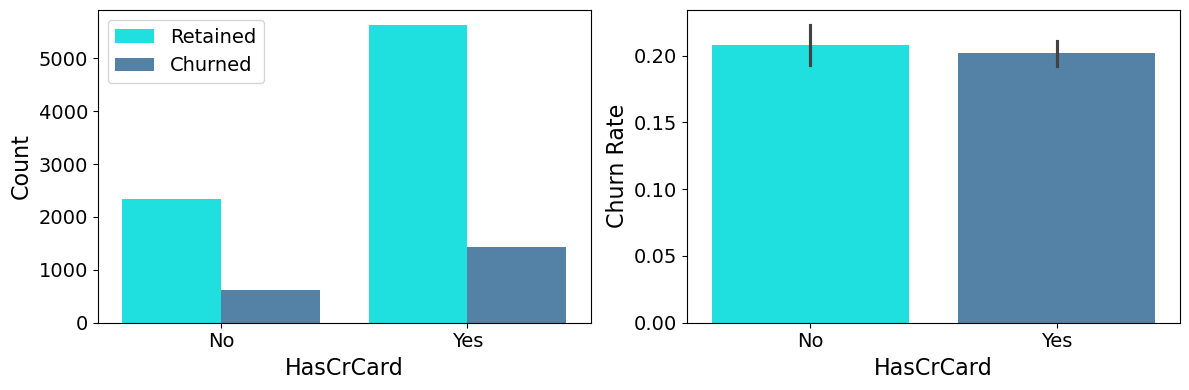 Retained
Churned
Count
5000
4000
3000
2000
1000
0
No
Yes
HasCrCard
Churn Rate
0.20
0.15
0.10
0.05
0.00
No
Yes
HasCrCard